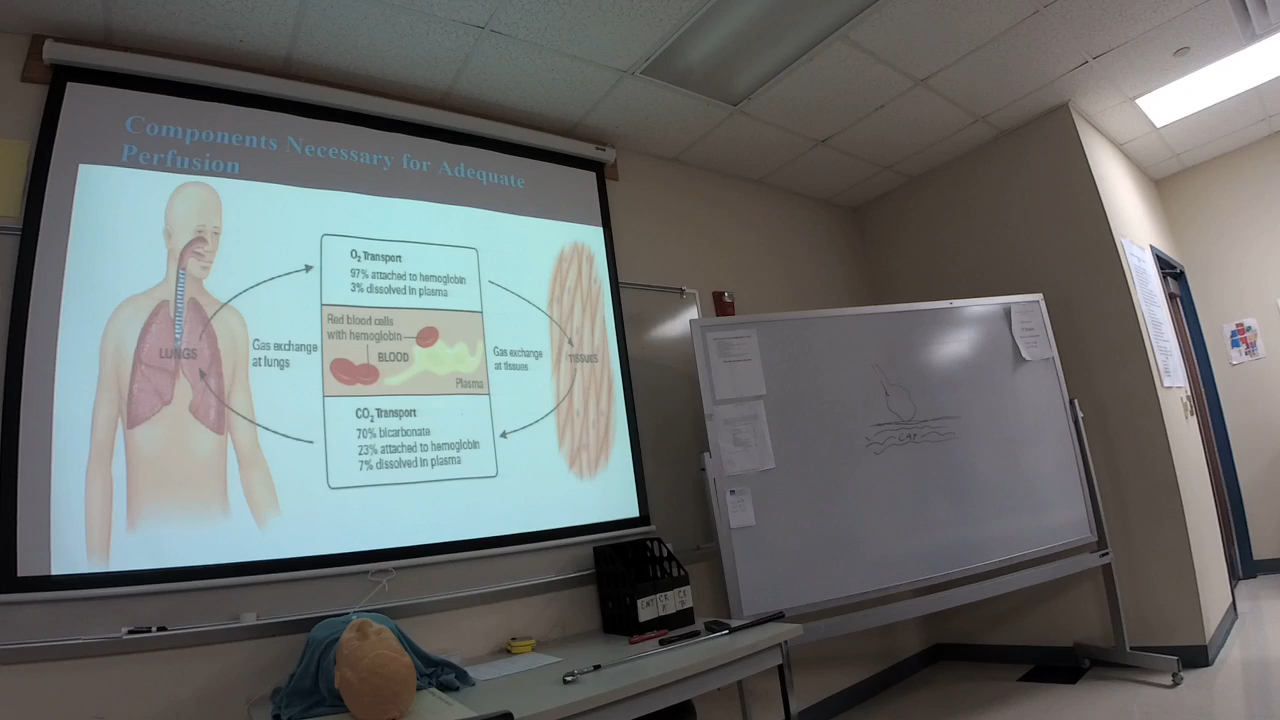 Components Necessary for Adequate
Perfusion
O2 Transport
97% attached to hemoglobin
3% dissolved in plasma
Red blood cells
with hemoglobin
BLOOD
Plasma
Gas exchange
at lungs
LUNGS
Gas exchange
at tissues
TISSUES
CO2 Transport
70% bicarbonate
23% attached to hemoglobin
7% dissolved in plasma
CAP
EMT